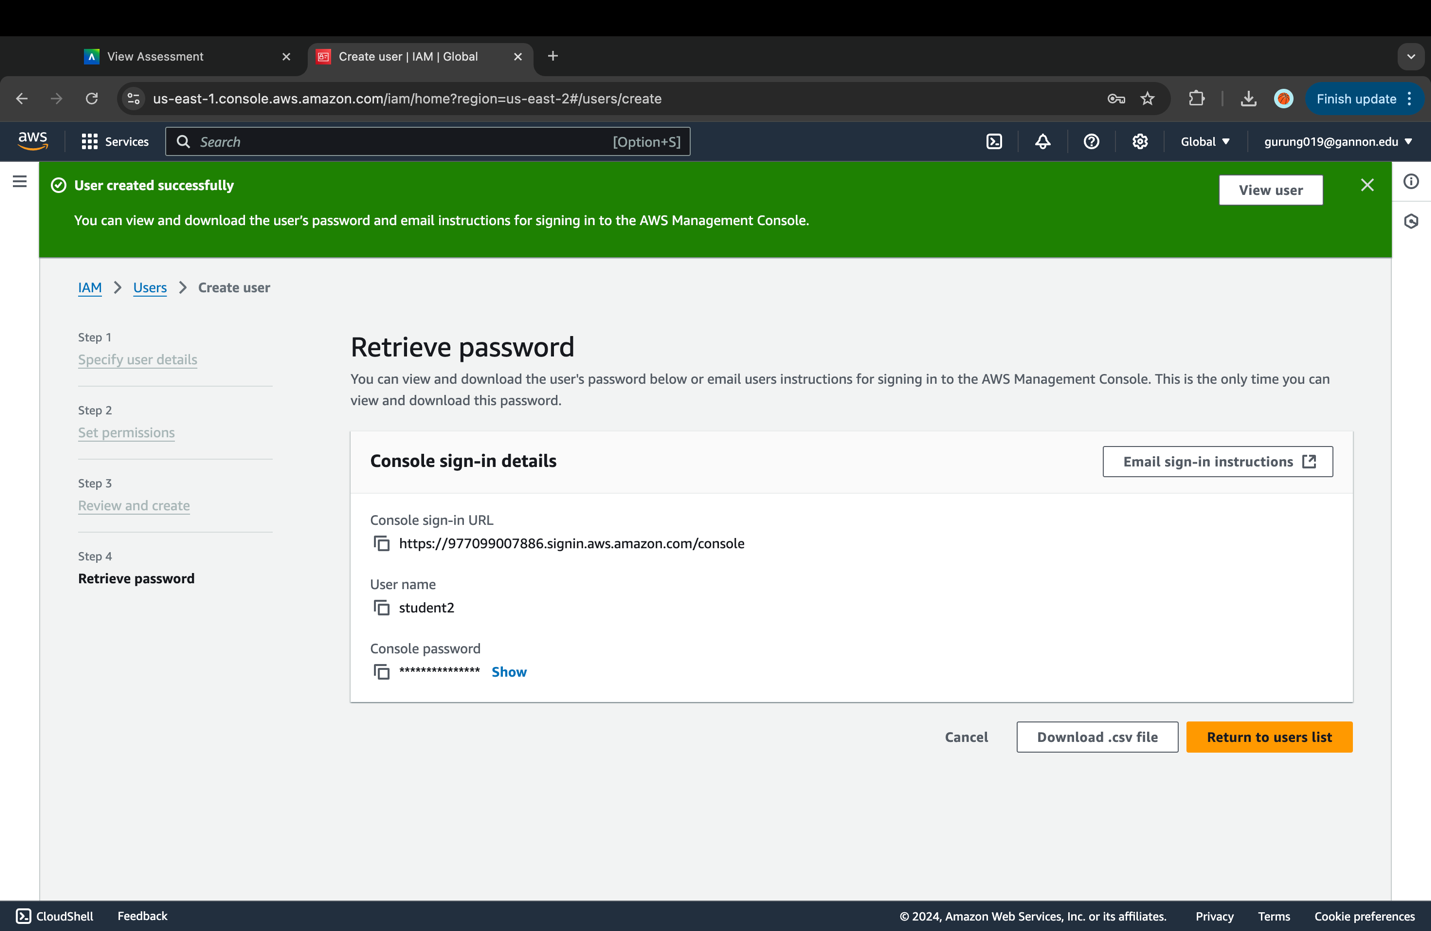 View Assessment
Create user | IAM | Global
us-east-1.console.aws.amazon.com/iam/home?region=us-east-2#/users/create
Finish update
aws
Services
Search
[Option+S]
Global
gurung019@gannon.edu
User created successfully
View user
You can view and download the user's password and email instructions for signing in to the AWS Management Console.
IAM
Users
Create user
Step 1
Specify user details
Step 2
Set permissions
Step 3
Review and create
Step 4
Retrieve password
Retrieve password
You can view and download the user's password below or email users instructions for signing in to the AWS Management Console. This is the only time you can
view and download this password.
Console sign-in details
Email sign-in instructions
Console sign-in URL
https://977099007886.signin.aws.amazon.com/console
User name
student2
Console password
*************** Show
Cancel
Download .csv file
Return to users list
CloudShell
Feedback
© 2024, Amazon Web Services, Inc. or its affiliates.
Privacy
Terms
Cookie preferences